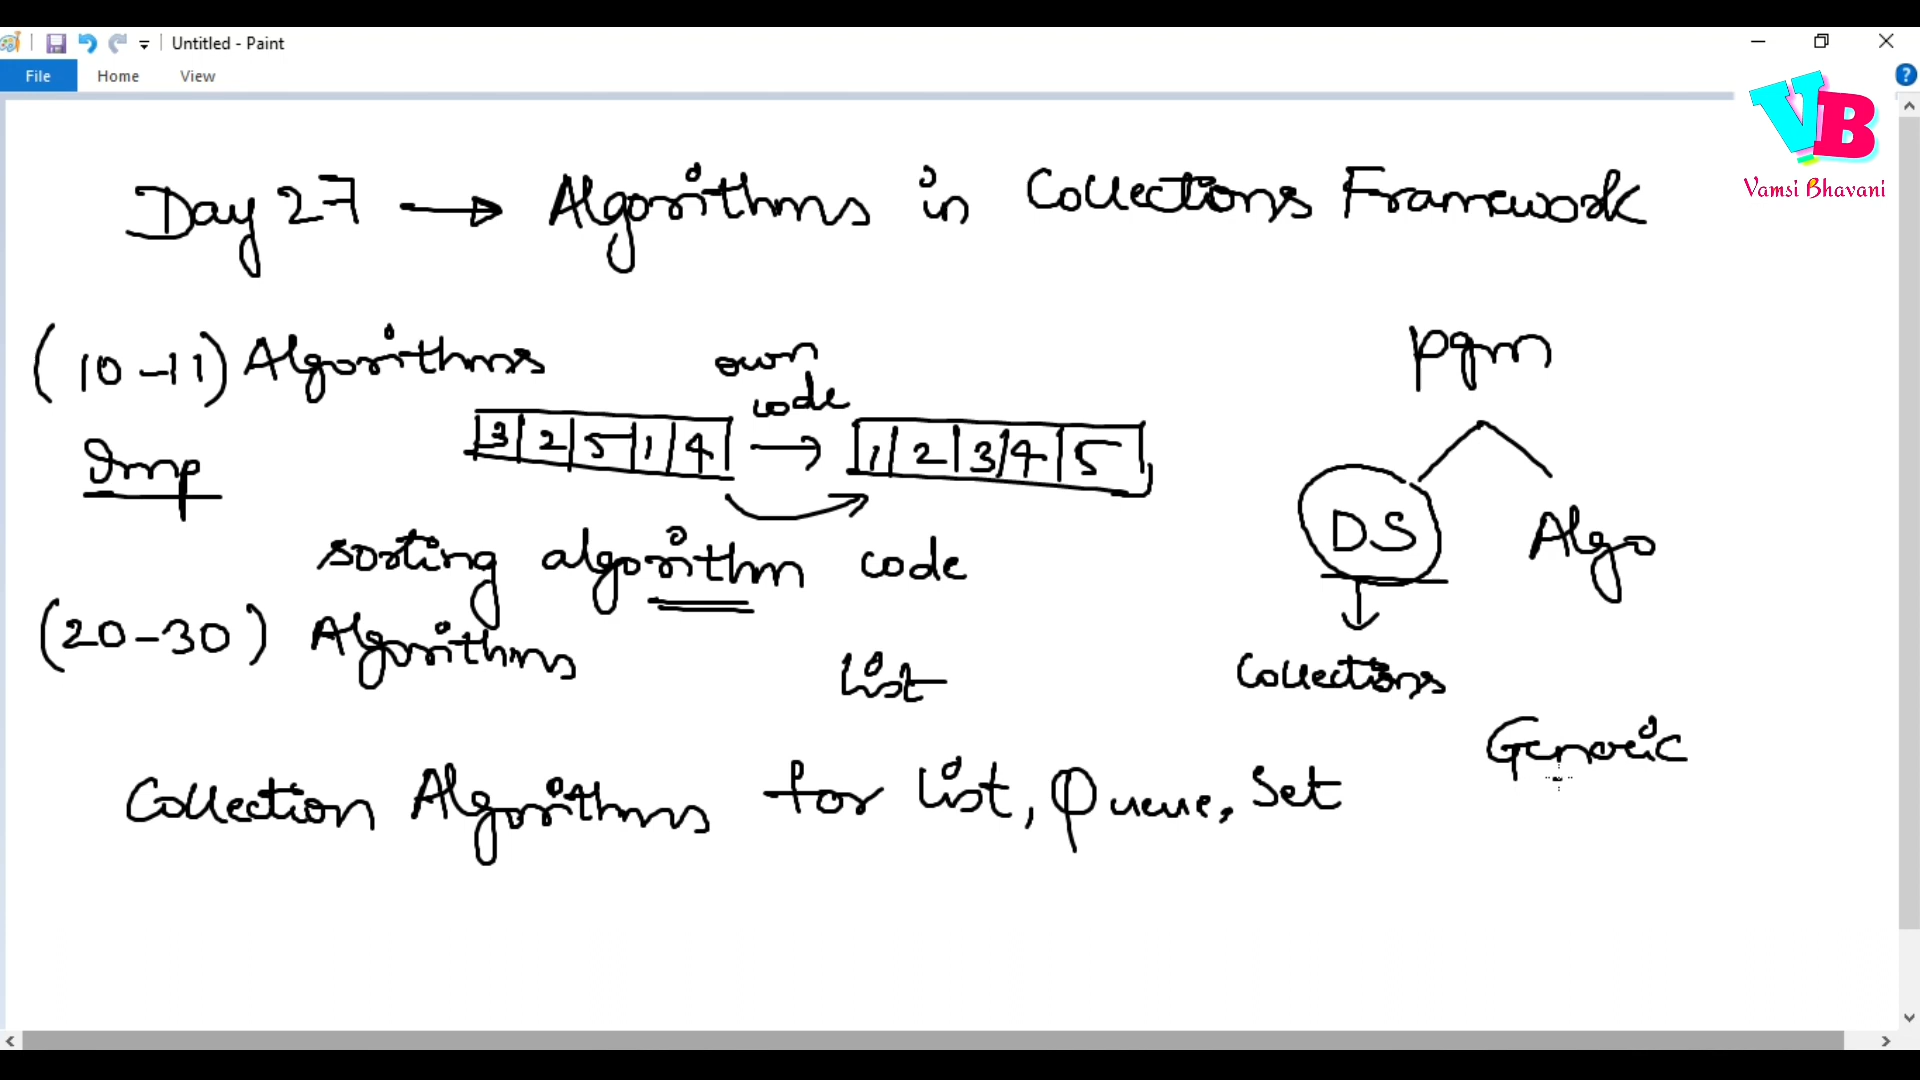 Untitled - Paint
File Home View
VB
Vamsi Bhavani
Day 27 → Algorithms in Collections Framework
(10-11) Algorithms
Imp
own code
3 2 5 1 4 → 1 2 3 4 5
sorting algorithm code
pgm
DS Algo
Collections
(20-30) Algorithms
List
Generic
Collection Algorithms for List, Queue, Set